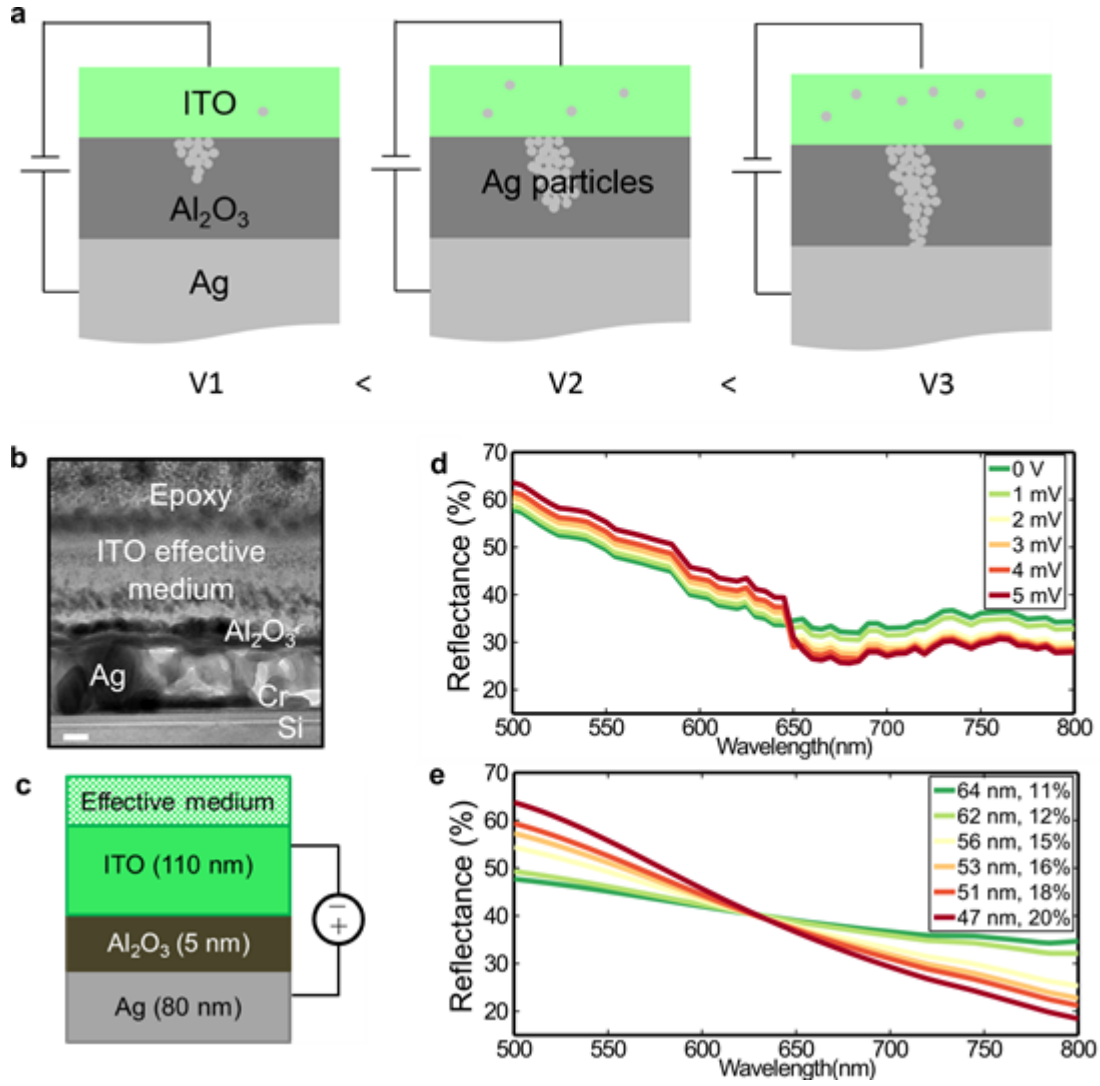 a
ITO
Al₂O₃
Ag
Ag particles
V1 < V2 < V3
b
Epoxy
ITO effective
medium
Al₂O₃
Ag
Cr
Si
c
Effective medium
ITO (110 nm)
Al₂O₃ (5 nm)
Ag (80 nm)
−
+
d
Reflectance (%)
70
60
50
40
30
20
500 550 600 650 700 750 800
Wavelength(nm)
0 V
1 mV
2 mV
3 mV
4 mV
5 mV
e
Reflectance (%)
70
60
50
40
30
20
500 550 600 650 700 750 800
Wavelength(nm)
64 nm, 11%
62 nm, 12%
56 nm, 15%
53 nm, 16%
51 nm, 18%
47 nm, 20%